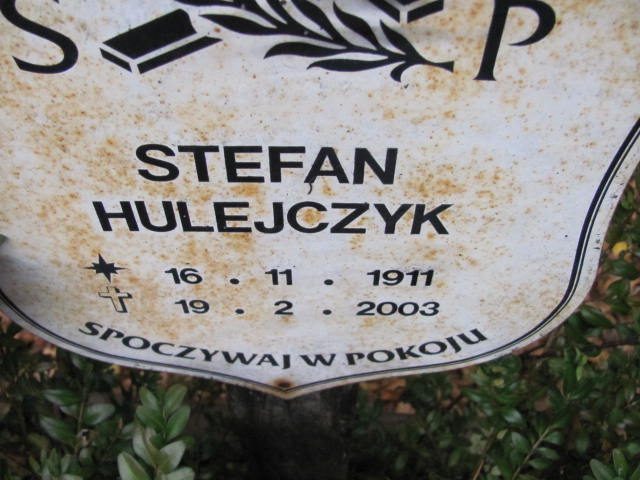 S P
STEFAN
HULEJCZYK
16 . 11 . 1911
19 . 2 . 2003
SPOCZYWAJ W POKOJU